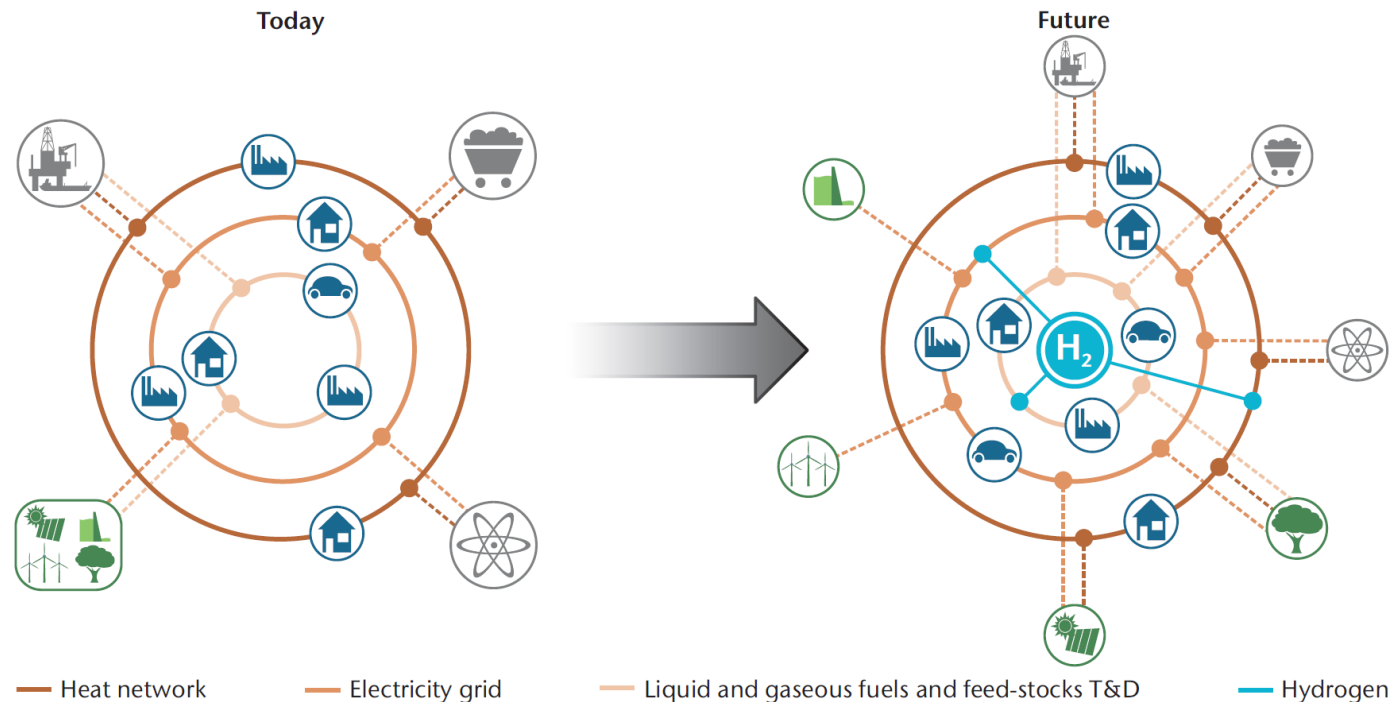 Today
Future
H₂
Heat network
Electricity grid
Liquid and gaseous fuels and feed-stocks T&D
Hydrogen